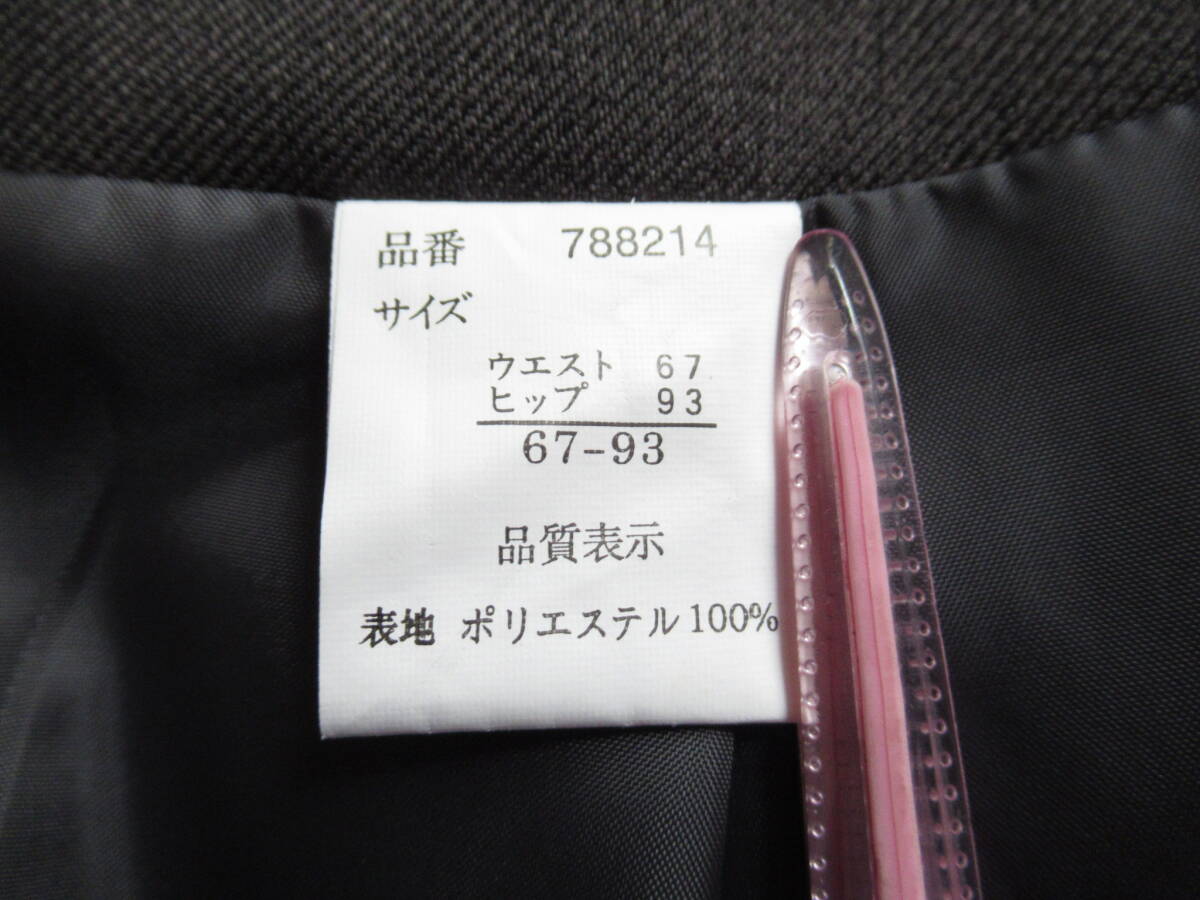 品番 788214
サイズ
ウエスト 67
ヒップ 93
67-93
品質表示
表地 ポリエステル100%